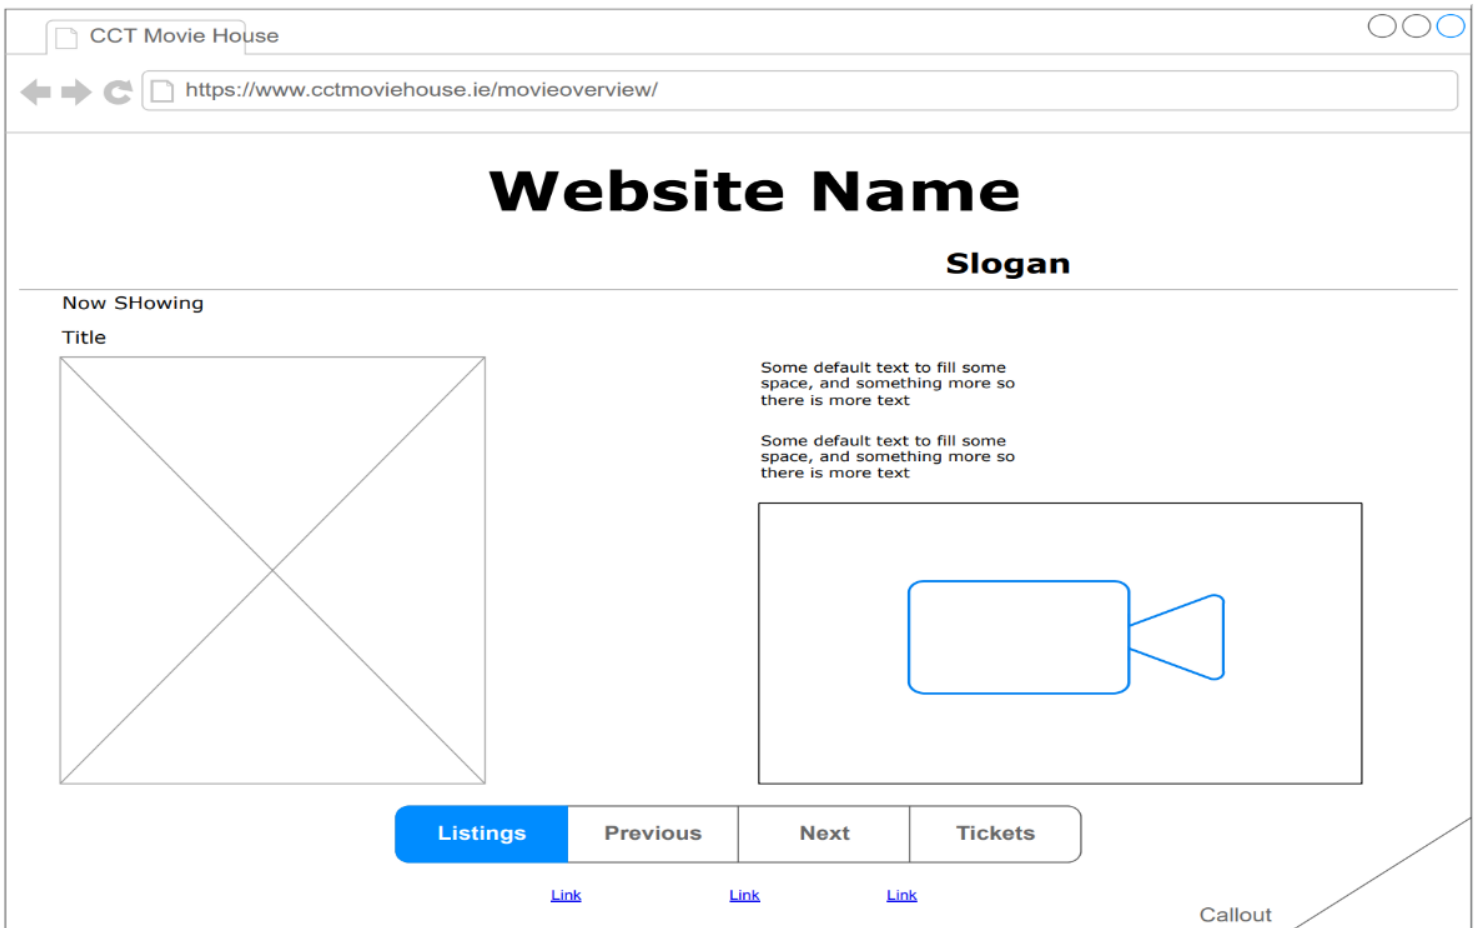 CCT Movie House
https://www.cctmoviehouse.ie/movieoverview/
Website Name
Slogan
Now SHowing
Title
Some default text to fill some
space, and something more so
there is more text
Some default text to fill some
space, and something more so
there is more text
Listings Previous Next Tickets
Link Link Link
Callout